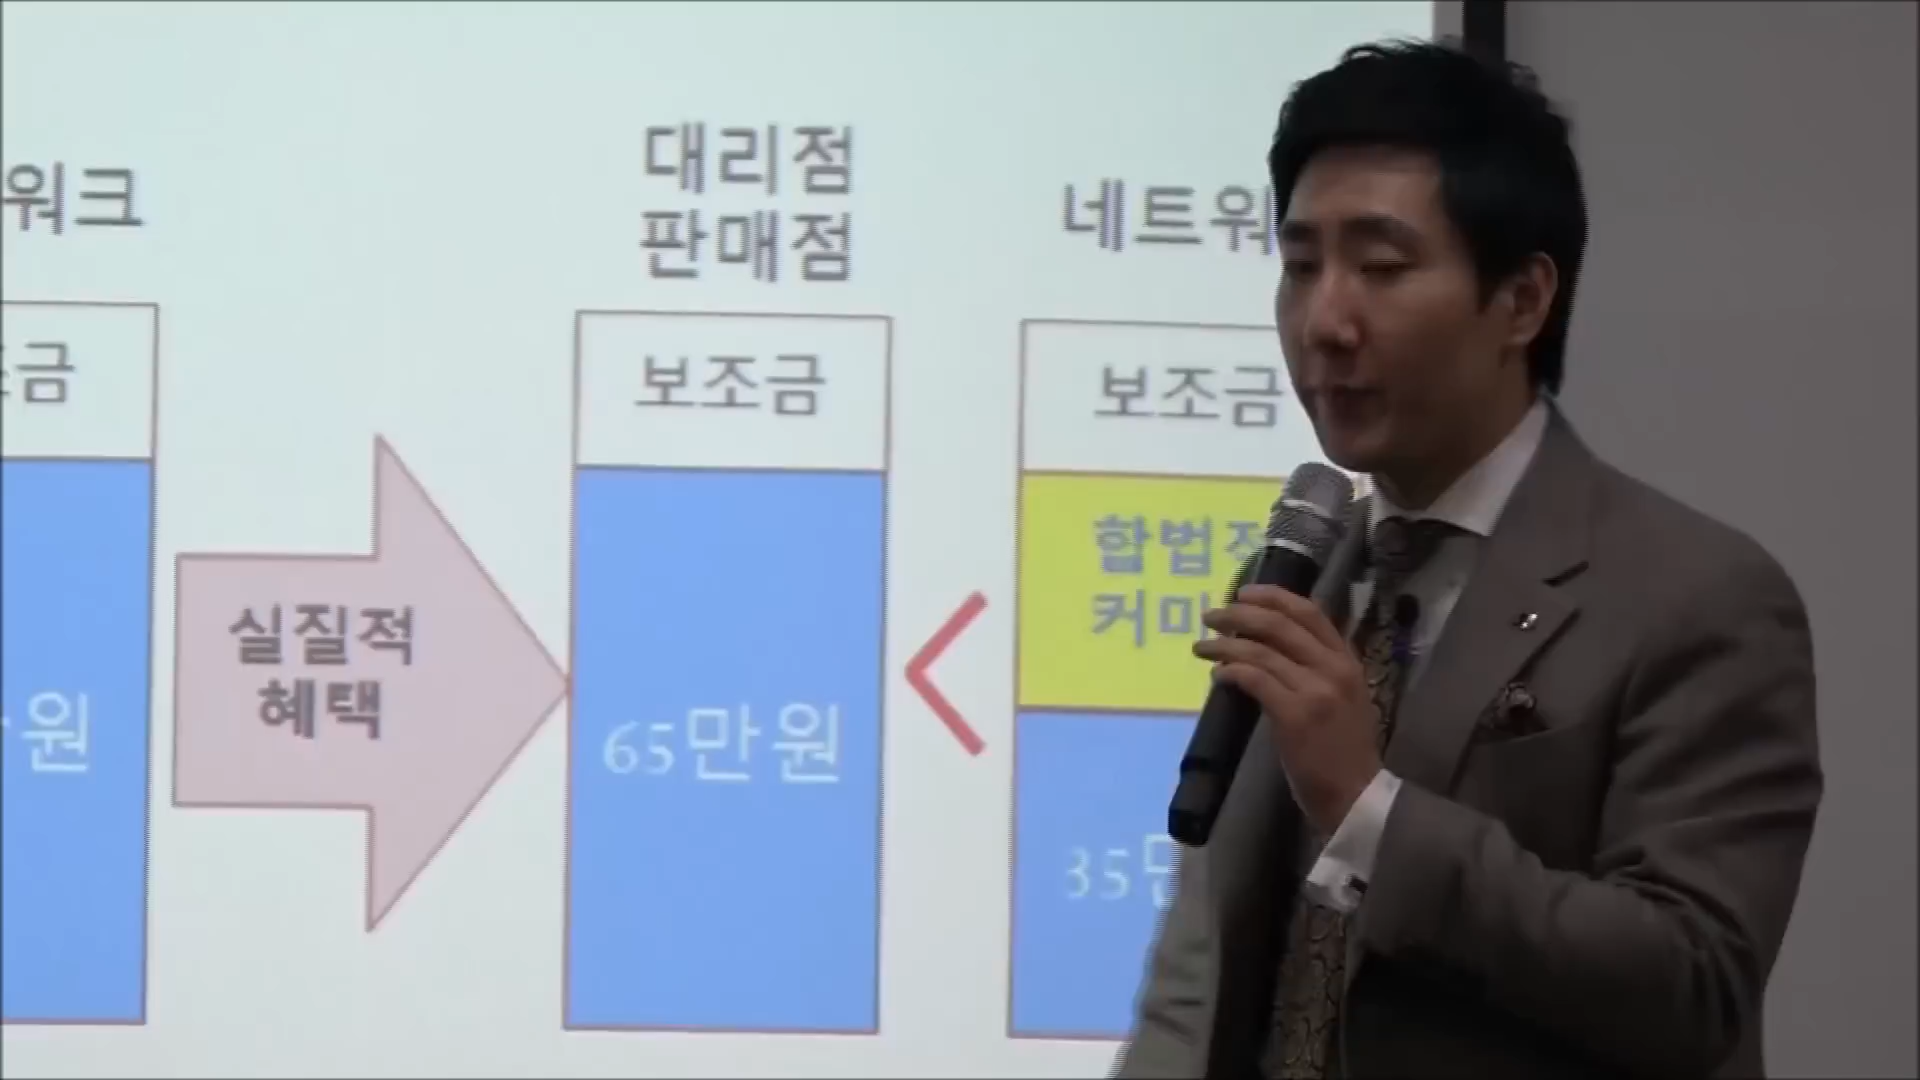 워크
금
원
실질적
혜택
대리점
판매점
보조금
65만원
네트워
보조금
합법적
커미
35만